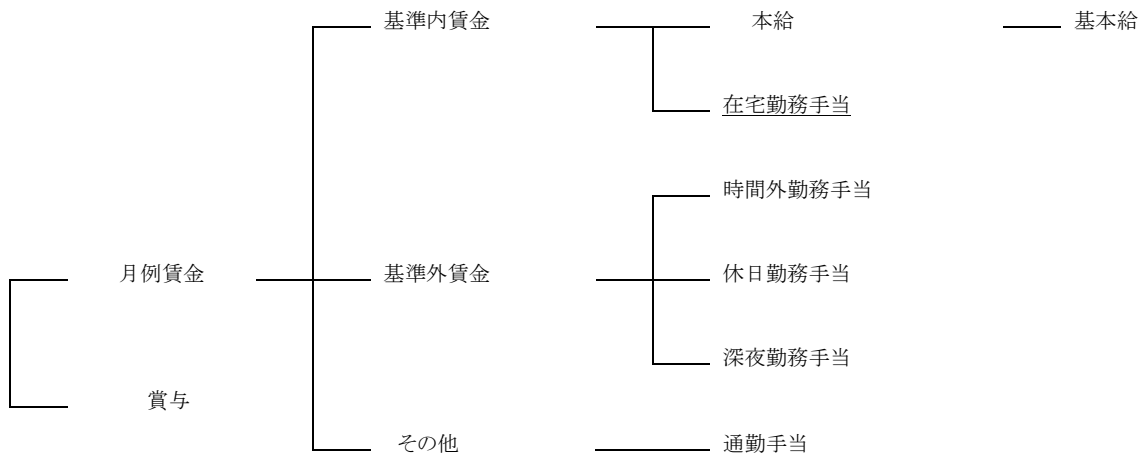 基準内賃金 本給 基本給
在宅勤務手当
時間外勤務手当
月例賃金 基準外賃金 休日勤務手当
深夜勤務手当
賞与
その他 通勤手当